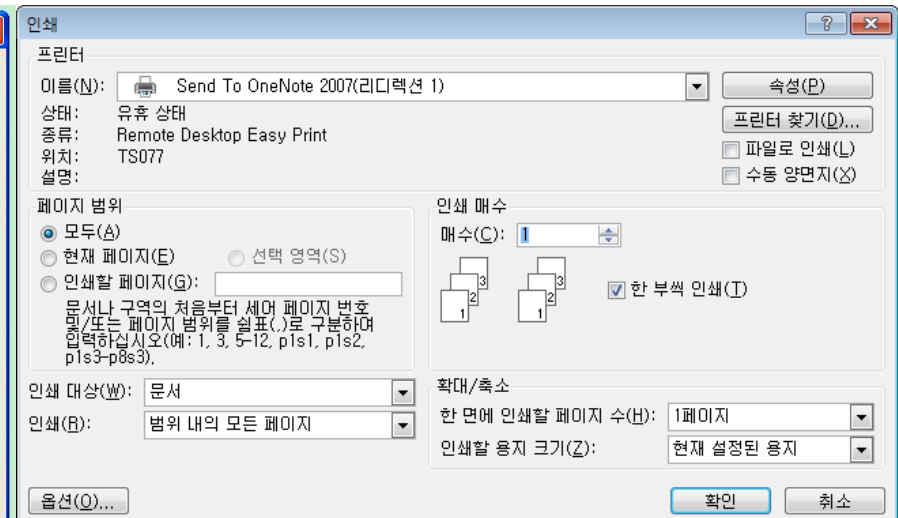 인쇄
프린터
이름(N): Send To OneNote 2007(리디렉션 1)
속성(P)
상태: 유휴 상태
프린터 찾기(D)...
종류: Remote Desktop Easy Print
위치: TS077
파일로 인쇄(L)
설명:
수동 양면지(X)
페이지 범위
모두(A)
현재 페이지(E) 선택 영역(S)
인쇄할 페이지(G):
문서나 구역의 처음부터 세어 페이지 번호
및/또는 페이지 범위를 쉼표(,)로 구분하여
입력하십시오(예: 1, 3, 5-12, p1s1, p1s2,
p1s3-p8s3).
인쇄 매수
매수(C): 1
3 3
2 2
1 1
한 부씩 인쇄(T)
인쇄 대상(W): 문서
인쇄(R): 범위 내의 모든 페이지
확대/축소
한 면에 인쇄할 페이지 수(H): 1페이지
인쇄할 용지 크기(Z): 현재 설정된 용지
옵션(O)...
확인
취소